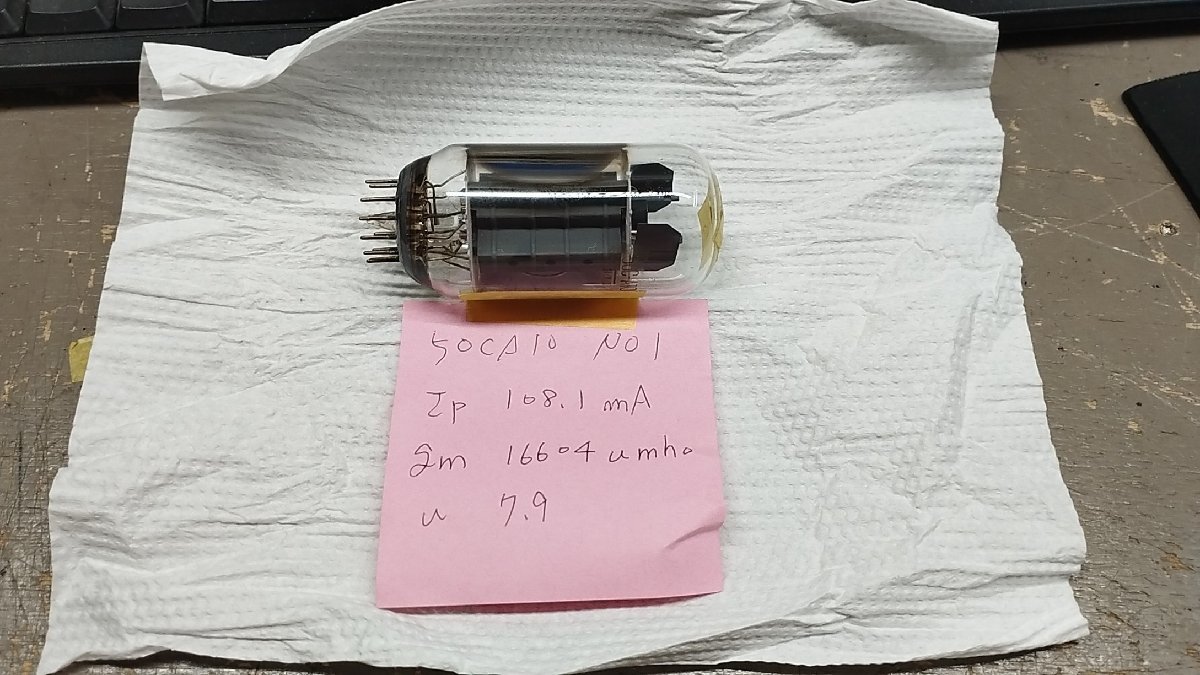 50CA10 NO1
Ip 108.1 mA
gm 16604 umho
u 7.9